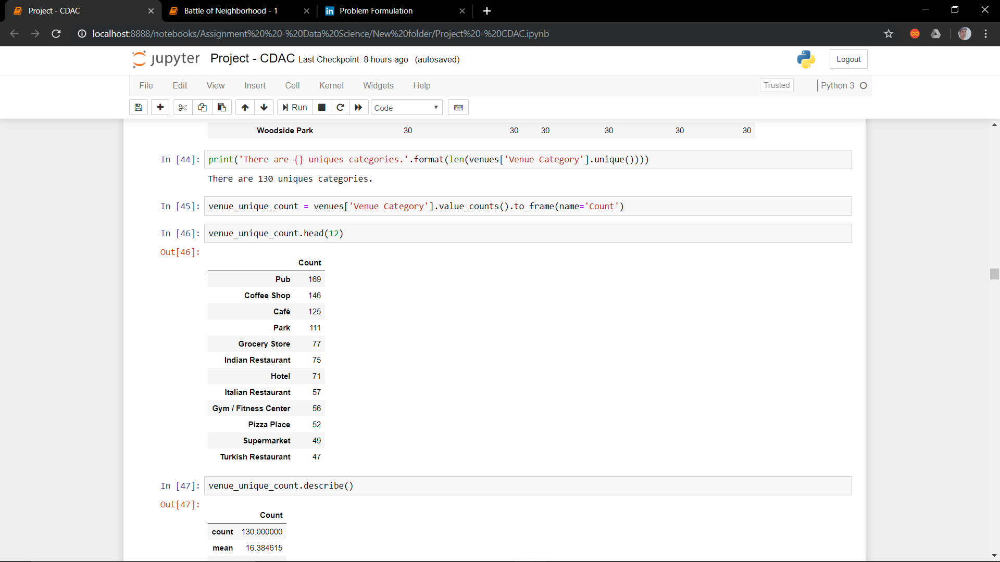 Project - CDAC
Battle of Neighborhood - 1
in Problem Formulation
localhost:8888/notebooks/Assignment%20%20-%20Data%20Science/New%20folder/Project%20-%20CDAC.ipynb
jupyter Project - CDAC Last Checkpoint: 8 hours ago (autosaved)
Logout
File Edit View Insert Cell Kernel Widgets Help
Trusted Python 3
Run Code
Woodside Park 30 30 30 30 30 30
In [44]: print('There are {} uniques categories.'.format(len(venues['Venue Category'].unique())))
There are 130 uniques categories.
In [45]: venue_unique_count = venues['Venue Category'].value_counts().to_frame(name='Count')
In [46]: venue_unique_count.head(12)
Out[46]:
Count
Pub 169
Coffee Shop 146
Café 125
Park 111
Grocery Store 77
Indian Restaurant 75
Hotel 71
Italian Restaurant 57
Gym / Fitness Center 56
Pizza Place 52
Supermarket 49
Turkish Restaurant 47
In [47]: venue_unique_count.describe()
Out[47]:
Count
count 130.000000
mean 16.384615